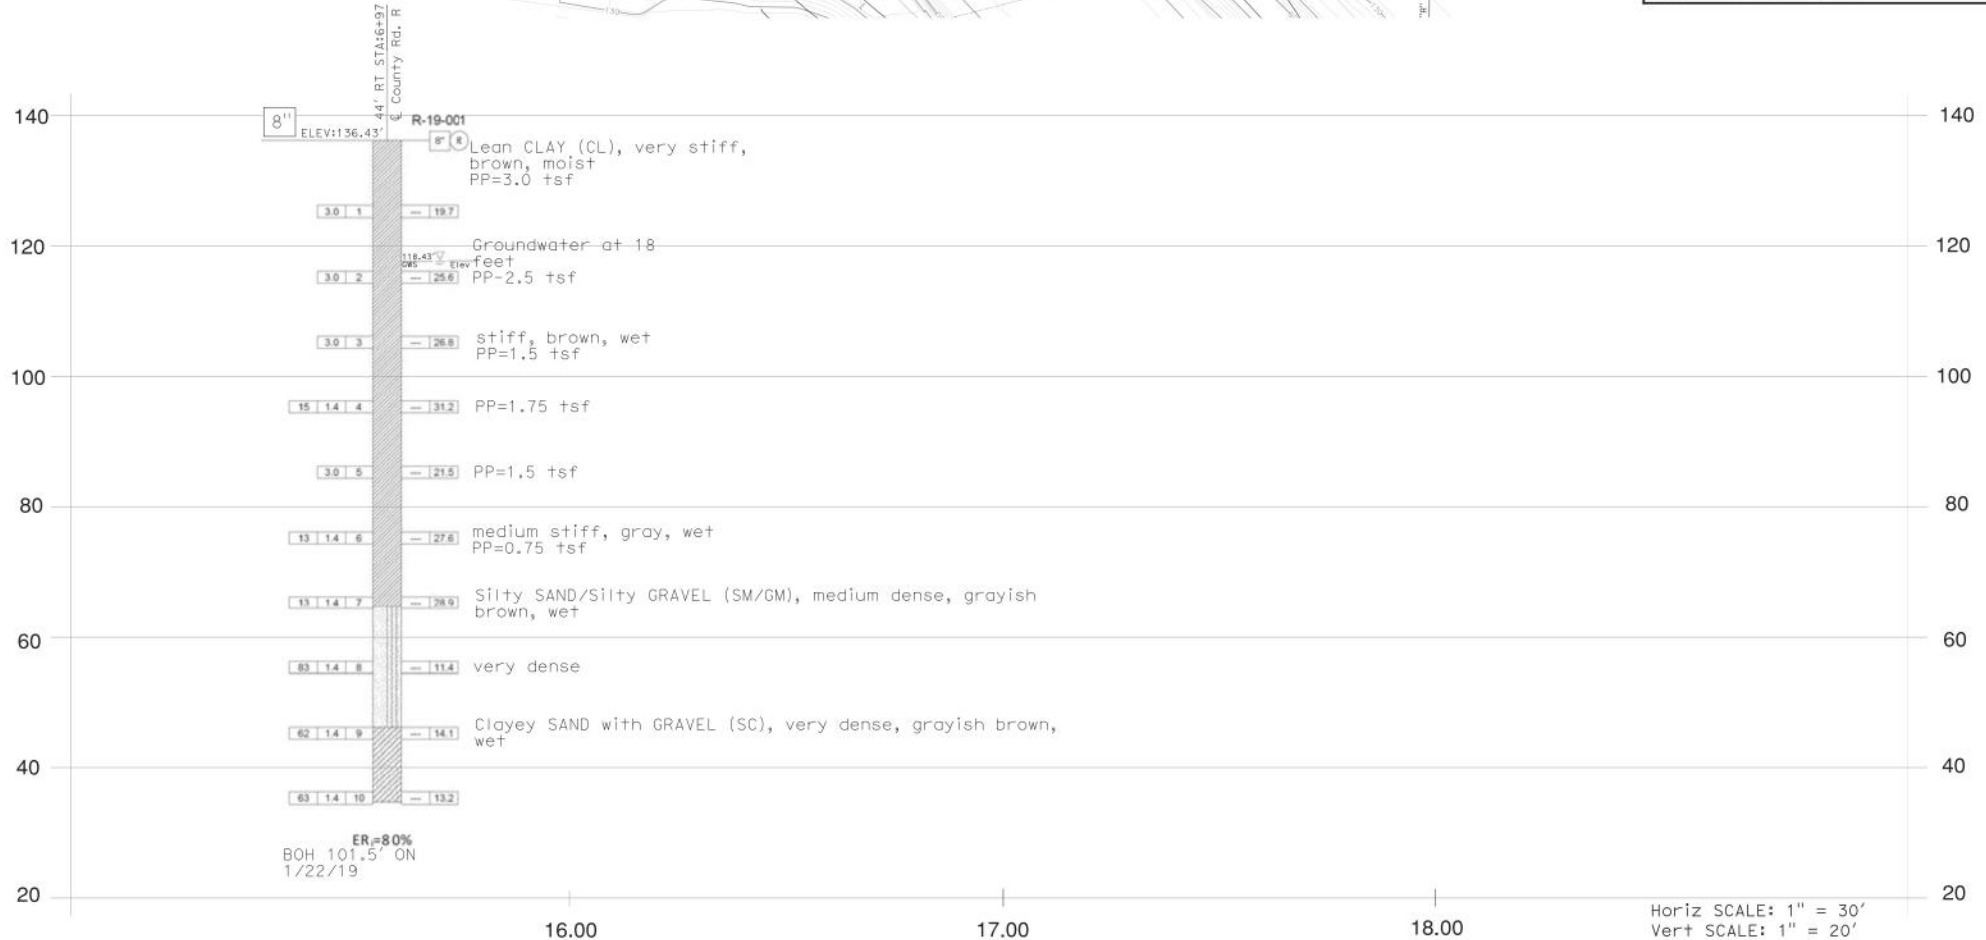 44' RT STA:6+97
℄ County Rd. R
140
8"
ELEV:136.43'
R-19-001
8" R
140
Lean CLAY (CL), very stiff,
brown, moist
PP=3.0 tsf
3.0 1 --- 19.7
120
Groundwater at 18
feet
118.43'
GWS Elev
120
3.0 2 --- 25.6 PP-2.5 tsf
3.0 3 --- 26.8 stiff, brown, wet
PP=1.5 tsf
100 100
15 1.4 4 --- 31.2 PP=1.75 tsf
3.0 5 --- 21.5 PP=1.5 tsf
80 80
13 1.4 6 --- 27.6 medium stiff, gray, wet
PP=0.75 tsf
13 1.4 7 --- 28.9 Silty SAND/Silty GRAVEL (SM/GM), medium dense, grayish
brown, wet
60 60
83 1.4 8 --- 11.4 very dense
62 1.4 9 --- 14.1 Clayey SAND with GRAVEL (SC), very dense, grayish brown,
wet
40 40
63 1.4 10 --- 13.2
ERi=80%
BOH 101.5' ON
1/22/19
20 20
16.00 17.00 18.00
Horiz SCALE: 1" = 30'
Vert SCALE: 1" = 20'